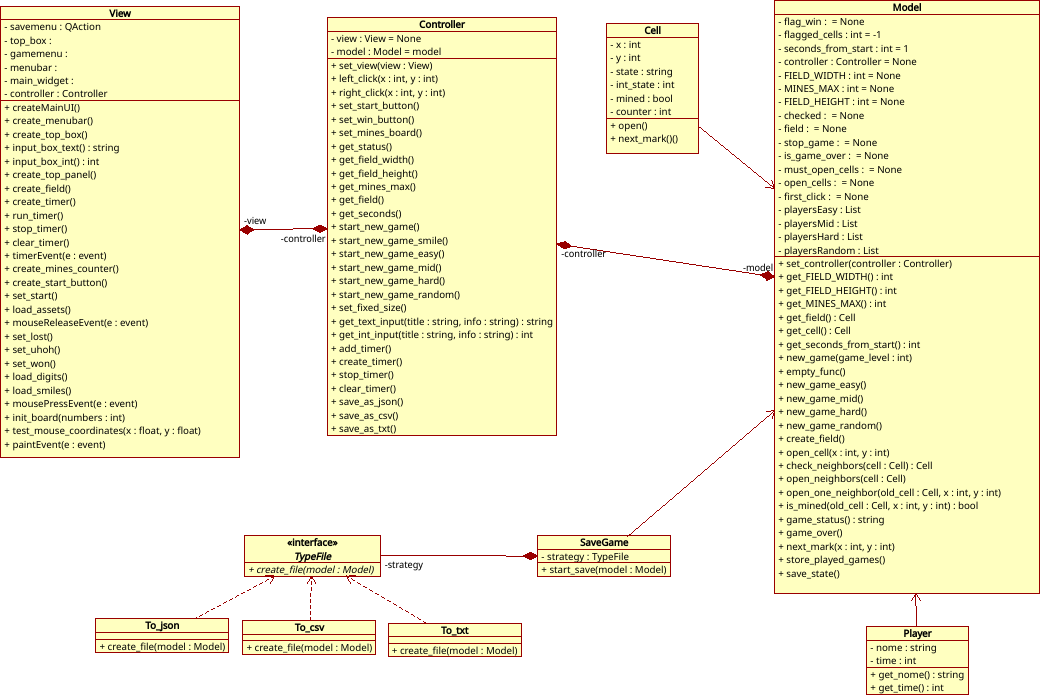 View
- savemenu : QAction
- top_box :
- gamemenu :
- menubar :
- main_widget :
- controller : Controller
+ createMainUI()
+ create_menubar()
+ create_top_box()
+ input_box_text() : string
+ input_box_int() : int
+ create_top_panel()
+ create_field()
+ create_timer()
+ run_timer()
+ stop_timer()
+ clear_timer()
+ timerEvent(e : event)
+ create_mines_counter()
+ create_start_button()
+ set_start()
+ load_assets()
+ mouseReleaseEvent(e : event)
+ set_lost()
+ set_uhoh()
+ set_won()
+ load_digits()
+ load_smiles()
+ mousePressEvent(e : event)
+ init_board(numbers : int)
+ test_mouse_coordinates(x : float, y : float)
+ paintEvent(e : event)
-view
-controller
Controller
- view : View = None
- model : Model = model
+ set_view(view : View)
+ left_click(x : int, y : int)
+ right_click(x : int, y : int)
+ set_start_button()
+ set_win_button()
+ set_mines_board()
+ get_status()
+ get_field_width()
+ get_field_height()
+ get_mines_max()
+ get_field()
+ get_seconds()
+ start_new_game()
+ start_new_game_smile()
+ start_new_game_easy()
+ start_new_game_mid()
+ start_new_game_hard()
+ start_new_game_random()
+ set_fixed_size()
+ get_text_input(title : string, info : string) : string
+ get_int_input(title : string, info : string) : int
+ add_timer()
+ create_timer()
+ stop_timer()
+ clear_timer()
+ save_as_json()
+ save_as_csv()
+ save_as_txt()
-controller
-model
Cell
- x : int
- y : int
- state : string
- int_state : int
- mined : bool
- counter : int
+ open()
+ next_mark()()
Model
- flag_win : = None
- flagged_cells : int = -1
- seconds_from_start : int = 1
- controller : Controller = None
- FIELD_WIDTH : int = None
- MINES_MAX : int = None
- FIELD_HEIGHT : int = None
- checked : = None
- field : = None
- stop_game : = None
- is_game_over : = None
- must_open_cells : = None
- open_cells : = None
- first_click : = None
- playersEasy : List
- playersMid : List
- playersHard : List
- playersRandom : List
+ set_controller(controller : Controller)
+ get_FIELD_WIDTH() : int
+ get_FIELD_HEIGHT() : int
+ get_MINES_MAX() : int
+ get_field() : Cell
+ get_cell() : Cell
+ get_seconds_from_start() : int
+ new_game(game_level : int)
+ empty_func()
+ new_game_easy()
+ new_game_mid()
+ new_game_hard()
+ new_game_random()
+ create_field()
+ open_cell(x : int, y : int)
+ check_neighbors(cell : Cell) : Cell
+ open_neighbors(cell : Cell)
+ open_one_neighbor(old_cell : Cell, x : int, y : int)
+ is_mined(old_cell : Cell, x : int, y : int) : bool
+ game_status() : string
+ game_over()
+ next_mark(x : int, y : int)
+ store_played_games()
+ save_state()
«interface»
TypeFile
+ create_file(model : Model)
-strategy
SaveGame
- strategy : TypeFile
+ start_save(model : Model)
To_json
+ create_file(model : Model)
To_csv
+ create_file(model : Model)
To_txt
+ create_file(model : Model)
Player
- nome : string
- time : int
+ get_nome() : string
+ get_time() : int